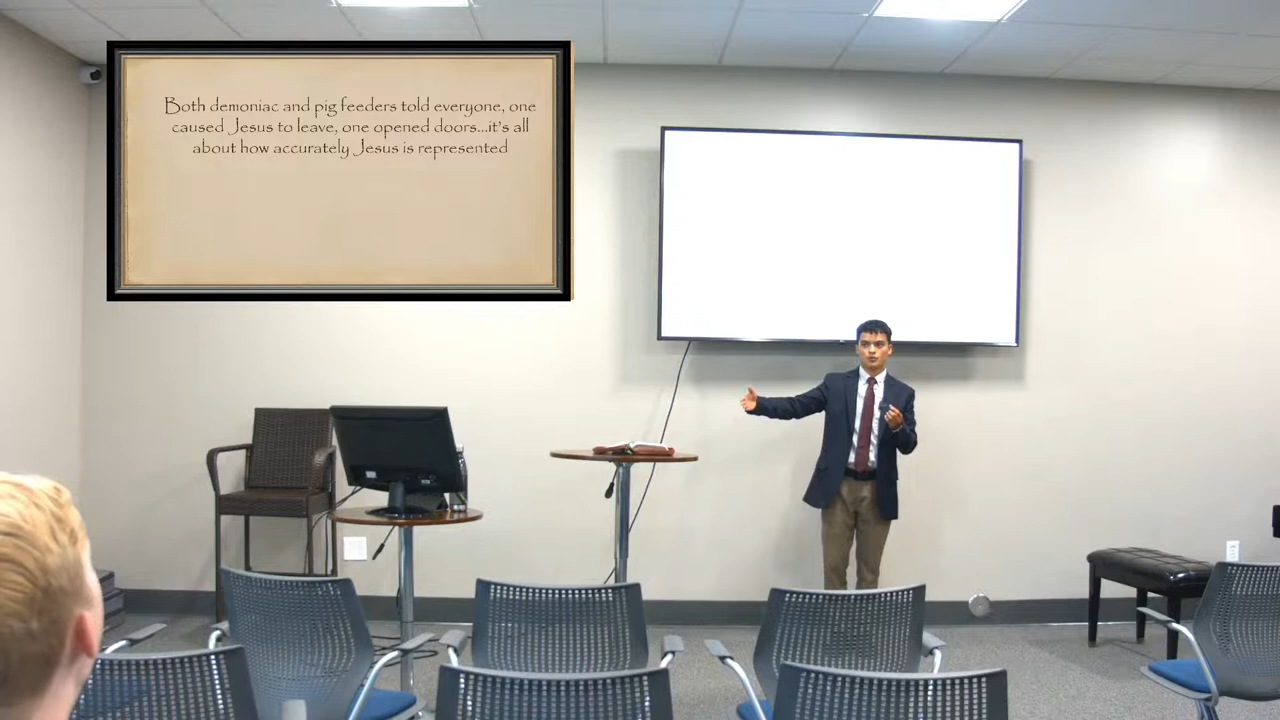 Both demoniac and pig feeders told everyone, one
caused Jesus to leave, one opened doors...it's all
about how accurately Jesus is represented